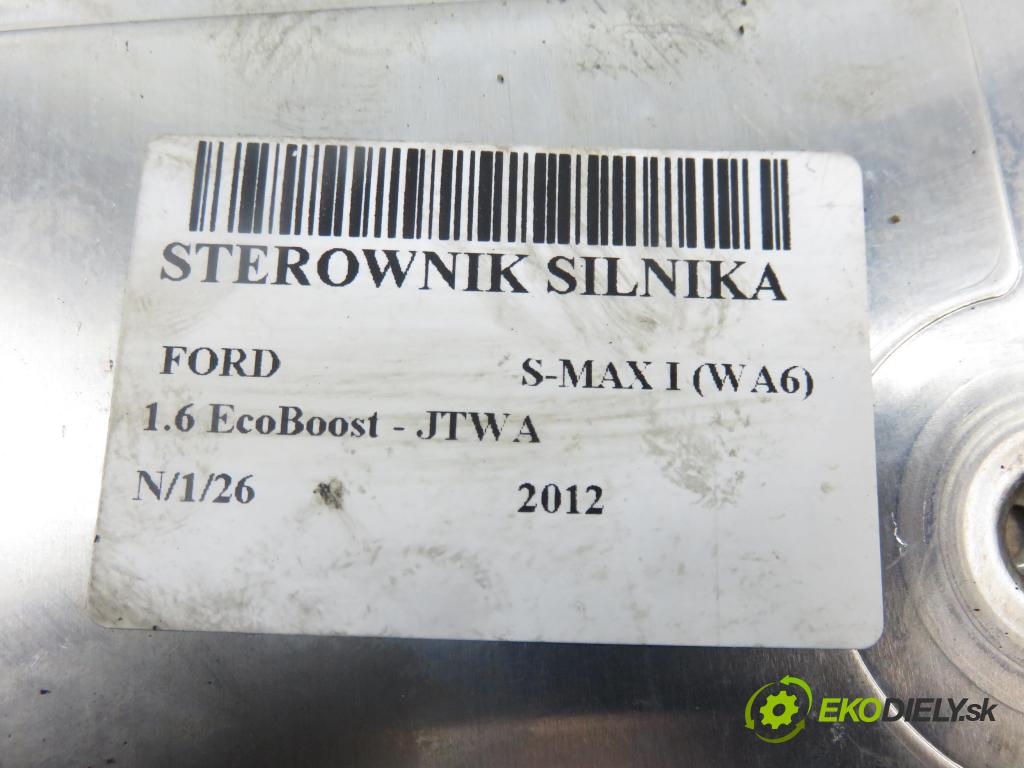 STEROWNIK SILNIKA
FORD S-MAX I (WA6)
1.6 EcoBoost - JTWA
N/1/26 2012
EKODIELY.sk